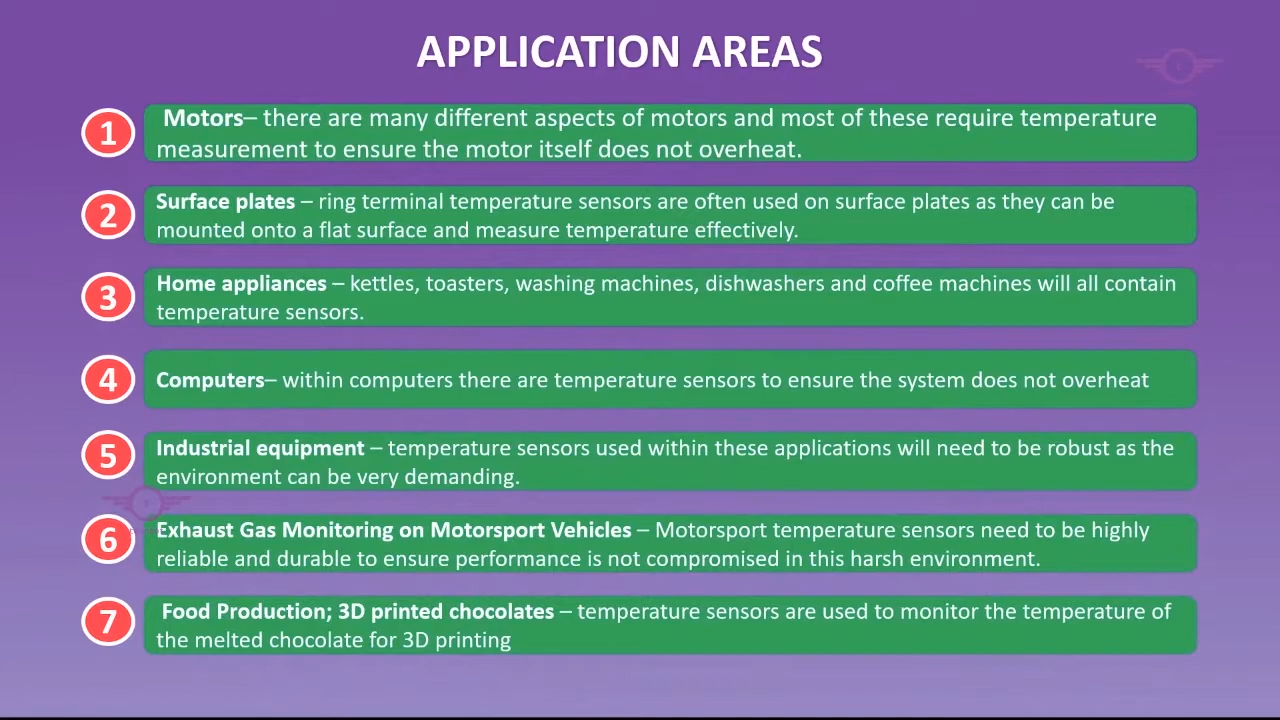 APPLICATION AREAS
1
Motors– there are many different aspects of motors and most of these require temperature
measurement to ensure the motor itself does not overheat.
2
Surface plates – ring terminal temperature sensors are often used on surface plates as they can be
mounted onto a flat surface and measure temperature effectively.
3
Home appliances – kettles, toasters, washing machines, dishwashers and coffee machines will all contain
temperature sensors.
4
Computers– within computers there are temperature sensors to ensure the system does not overheat
5
Industrial equipment – temperature sensors used within these applications will need to be robust as the
environment can be very demanding.
6
Exhaust Gas Monitoring on Motorsport Vehicles – Motorsport temperature sensors need to be highly
reliable and durable to ensure performance is not compromised in this harsh environment.
7
Food Production; 3D printed chocolates – temperature sensors are used to monitor the temperature of
the melted chocolate for 3D printing